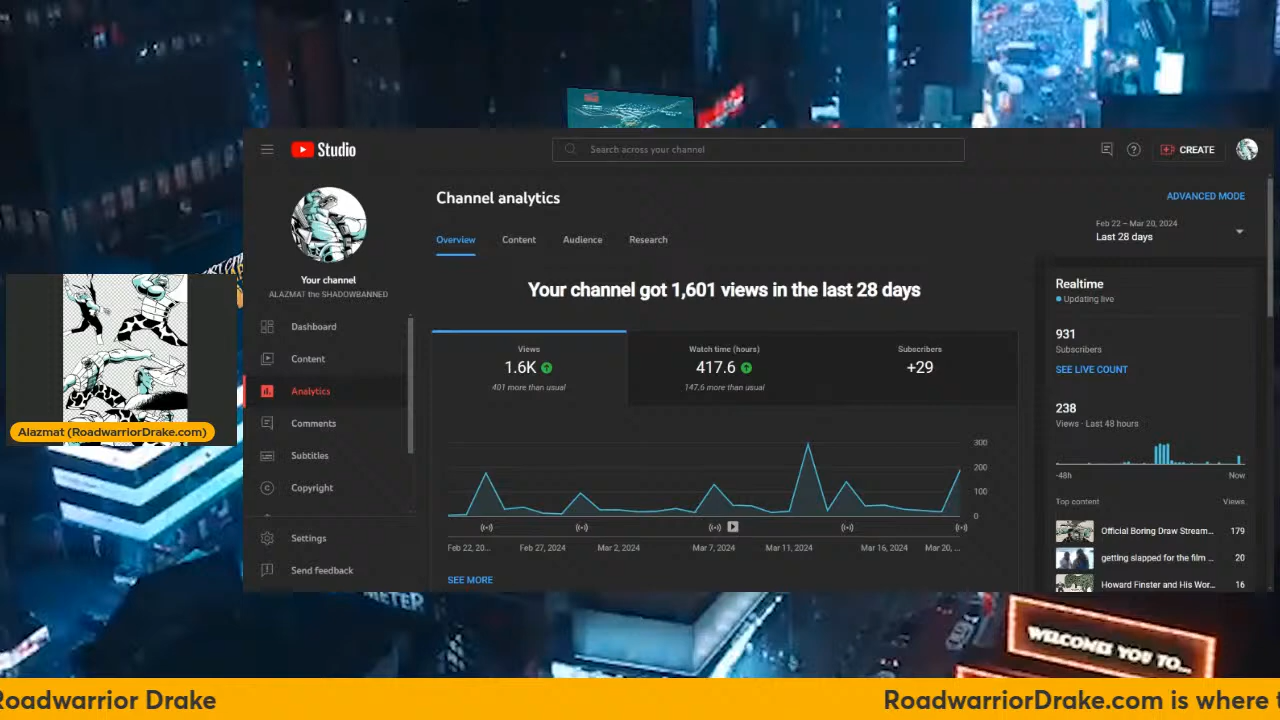 Studio
Search across your channel
CREATE
Channel analytics
ADVANCED MODE
Feb 22 – Mar 20, 2024
Last 28 days
Overview
Content
Audience
Research
Your channel
ALAZMAT the SHADOWBANNED
Your channel got 1,601 views in the last 28 days
Realtime
Updating live
Dashboard
Content
Analytics
Comments
Subtitles
Copyright
Settings
Send feedback
Views
1.6K
401 more than usual
Watch time (hours)
417.6
147.6 more than usual
Subscribers
+29
300
200
100
0
Feb 22, 20...
Feb 27, 2024
Mar 2, 2024
Mar 7, 2024
Mar 11, 2024
Mar 16, 2024
Mar 20, ...
SEE MORE
931
Subscribers
SEE LIVE COUNT
238
Views · Last 48 hours
-48h
Now
Top content
Views
Official Boring Draw Stream...
179
getting slapped for the film ...
20
Howard Finster and His Wor...
16
Alazmat (RoadwarriorDrake.com)
METER
WELCOMES YOU TO...
Roadwarrior Drake
RoadwarriorDrake.com is where t